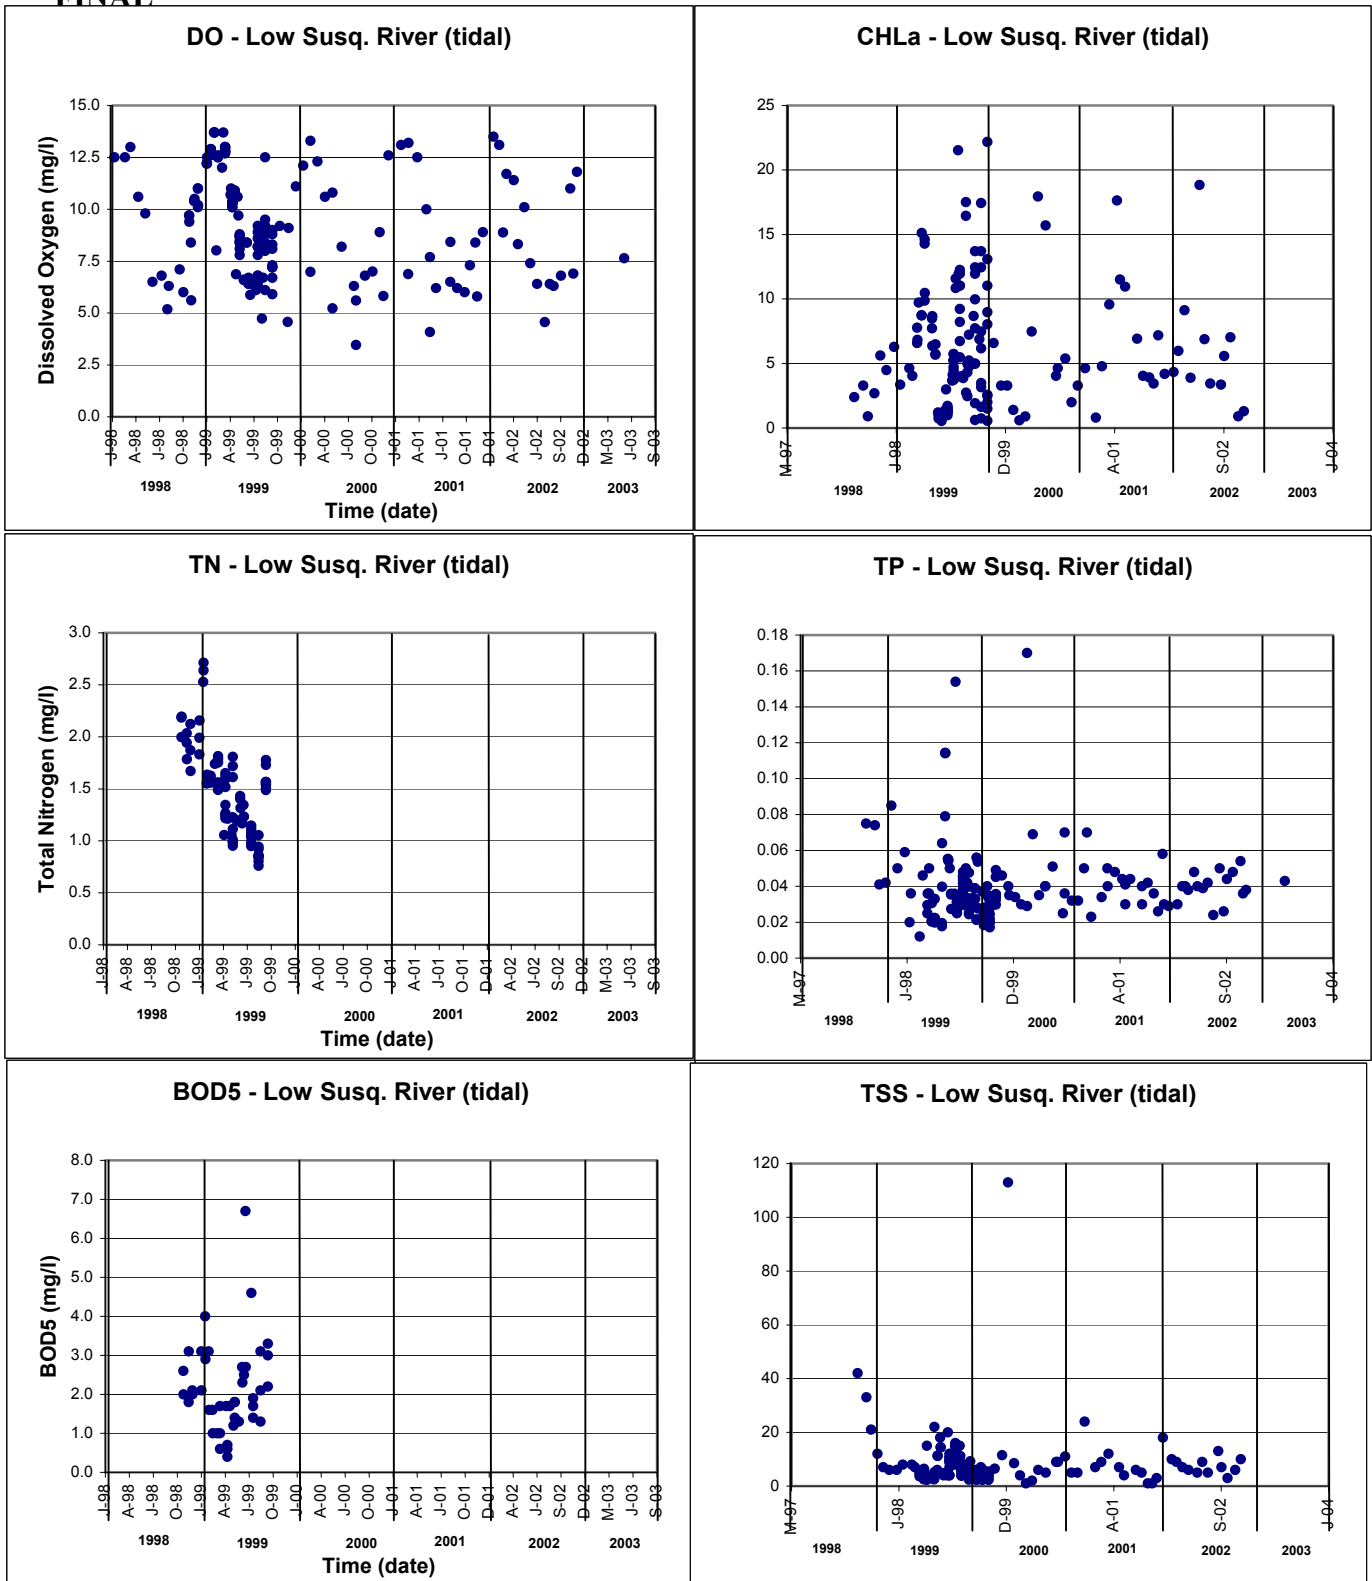 FINAL
DO - Low Susq. River (tidal)
15.0
12.5
10.0
7.5
5.0
2.5
0.0
Dissolved Oxygen (mg/l)
J-98 A-98 J-98 O-98 J-99 A-99 J-99 O-99 J-00 A-00 J-00 O-00 J-01 A-01 J-01 O-01 D-01 A-02 J-02 S-02 D-02 M-03 J-03 S-03
1998 1999 2000 2001 2002 2003
Time (date)
CHLa - Low Susq. River (tidal)
25
20
15
10
5
0
M-97 J-98 D-99 A-01 S-02 J-04
1998 1999 2000 2001 2002 2003
TN - Low Susq. River (tidal)
3.0
2.5
2.0
1.5
1.0
0.5
0.0
Total Nitrogen (mg/l)
J-98 A-98 J-98 O-98 J-99 A-99 J-99 O-99 J-00 A-00 J-00 O-00 J-01 A-01 J-01 O-01 D-01 A-02 J-02 S-02 D-02 M-03 J-03 S-03
1998 1999 2000 2001 2002 2003
Time (date)
TP - Low Susq. River (tidal)
0.18
0.16
0.14
0.12
0.10
0.08
0.06
0.04
0.02
0.00
M-97 J-98 D-99 A-01 S-02 J-04
1998 1999 2000 2001 2002 2003
BOD5 - Low Susq. River (tidal)
8.0
7.0
6.0
5.0
4.0
3.0
2.0
1.0
0.0
BOD5 (mg/l)
J-98 A-98 J-98 O-98 J-99 A-99 J-99 O-99 J-00 A-00 J-00 O-00 J-01 A-01 J-01 O-01 D-01 A-02 J-02 S-02 D-02 M-03 J-03 S-03
1998 1999 2000 2001 2002 2003
Time (date)
TSS - Low Susq. River (tidal)
120
100
80
60
40
20
0
M-97 J-98 D-99 A-01 S-02 J-04
1998 1999 2000 2001 2002 2003